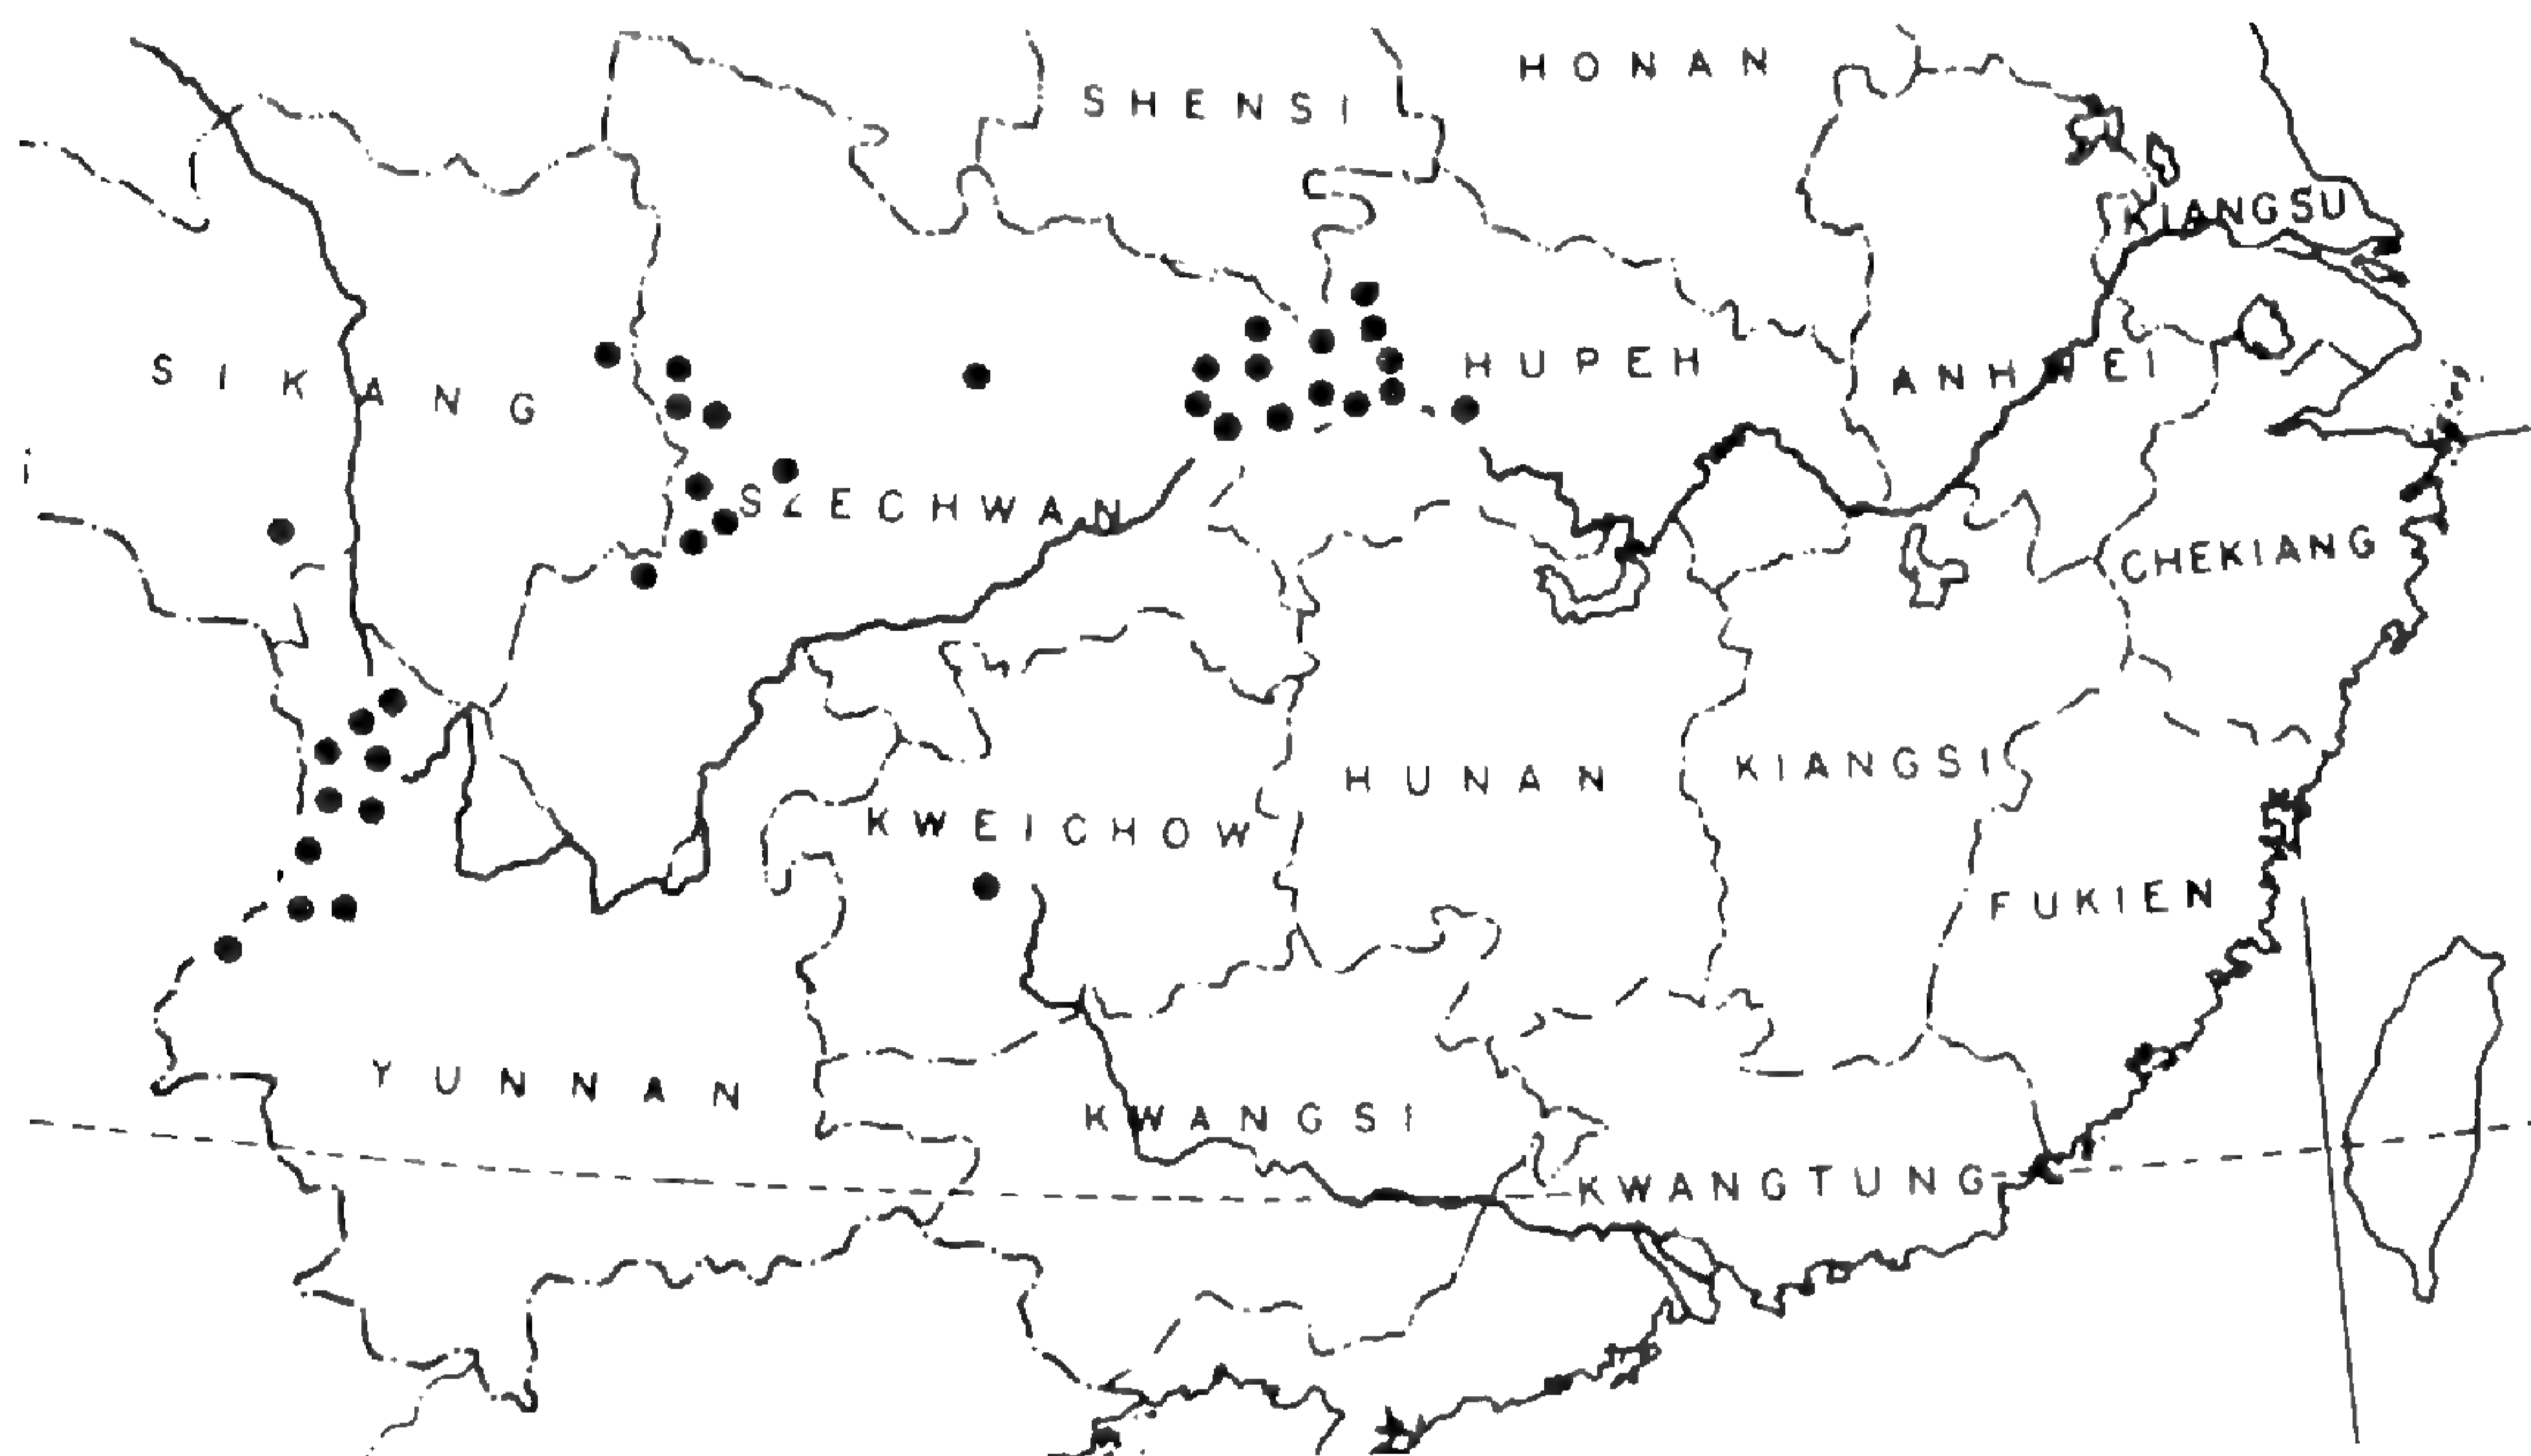 HONAN
SHENSI
KIANGSU
HUPEH
SIKANG
ANHWEI
SZECHWAN
CHEKIANG
HUNAN
KIANGSI
KWEICHOW
FUKIEN
YUNNAN
KWANGSI
KWANGTUNG